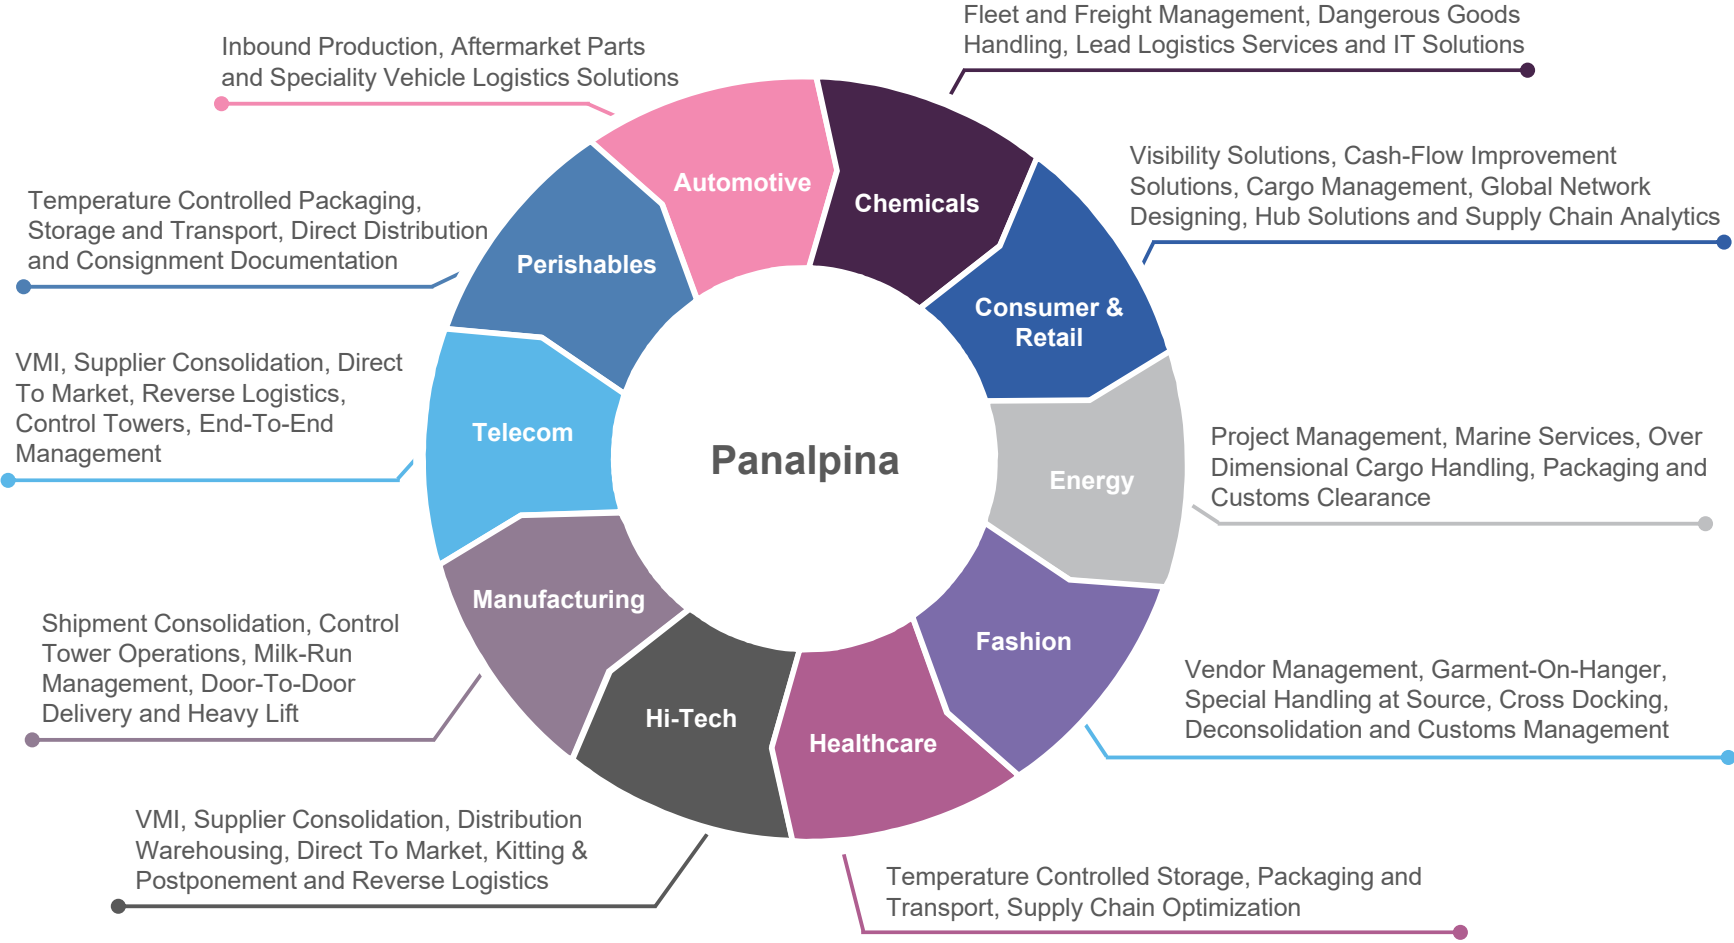 Fleet and Freight Management, Dangerous Goods
Handling, Lead Logistics Services and IT Solutions
Inbound Production, Aftermarket Parts
and Speciality Vehicle Logistics Solutions
Visibility Solutions, Cash-Flow Improvement
Solutions, Cargo Management, Global Network
Designing, Hub Solutions and Supply Chain Analytics
Automotive
Chemicals
Temperature Controlled Packaging,
Storage and Transport, Direct Distribution
and Consignment Documentation
Perishables
Consumer &
Retail
VMI, Supplier Consolidation, Direct
To Market, Reverse Logistics,
Control Towers, End-To-End
Management
Telecom
Panalpina
Energy
Project Management, Marine Services, Over
Dimensional Cargo Handling, Packaging and
Customs Clearance
Manufacturing
Fashion
Shipment Consolidation, Control
Tower Operations, Milk-Run
Management, Door-To-Door
Delivery and Heavy Lift
Vendor Management, Garment-On-Hanger,
Special Handling at Source, Cross Docking,
Deconsolidation and Customs Management
Hi-Tech
Healthcare
VMI, Supplier Consolidation, Distribution
Warehousing, Direct To Market, Kitting &
Postponement and Reverse Logistics
Temperature Controlled Storage, Packaging and
Transport, Supply Chain Optimization